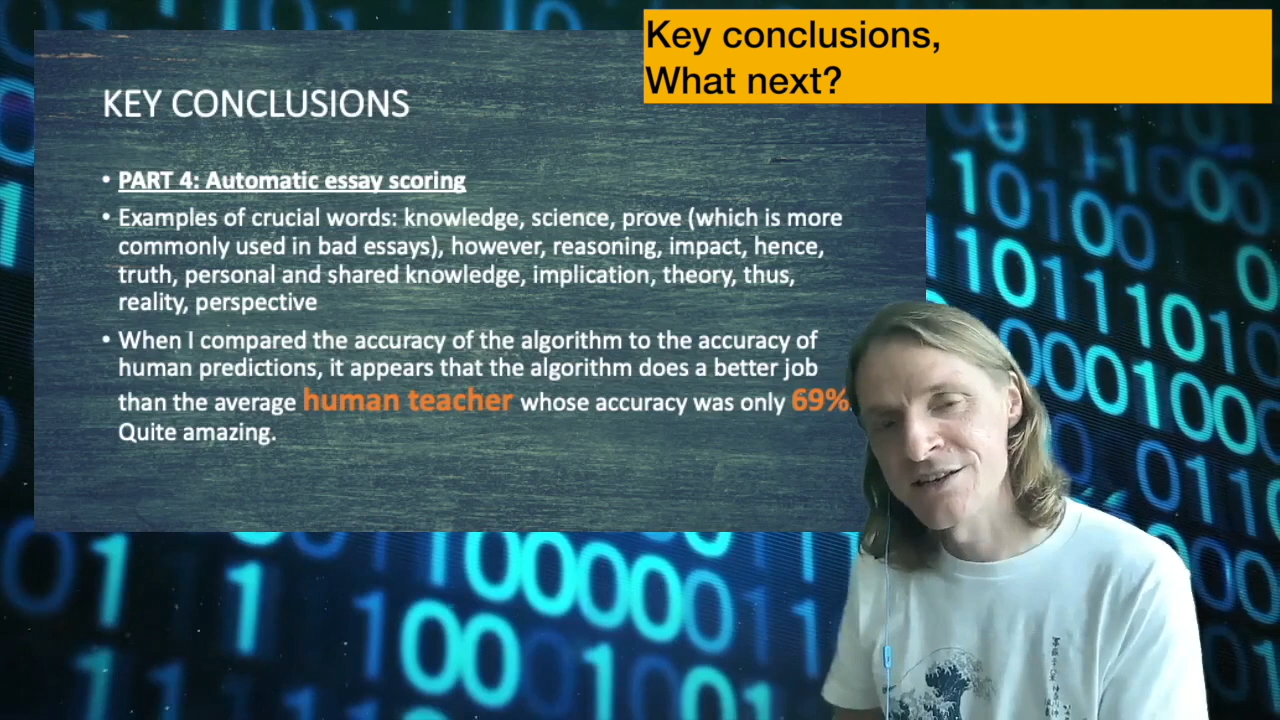 Key conclusions,
What next?
KEY CONCLUSIONS
• PART 4: Automatic essay scoring
• Examples of crucial words: knowledge, science, prove (which is more
commonly used in bad essays), however, reasoning, impact, hence,
truth, personal and shared knowledge, implication, theory, thus,
reality, perspective
• When I compared the accuracy of the algorithm to the accuracy of
human predictions, it appears that the algorithm does a better job
than the average human teacher whose accuracy was only 69%.
Quite amazing.